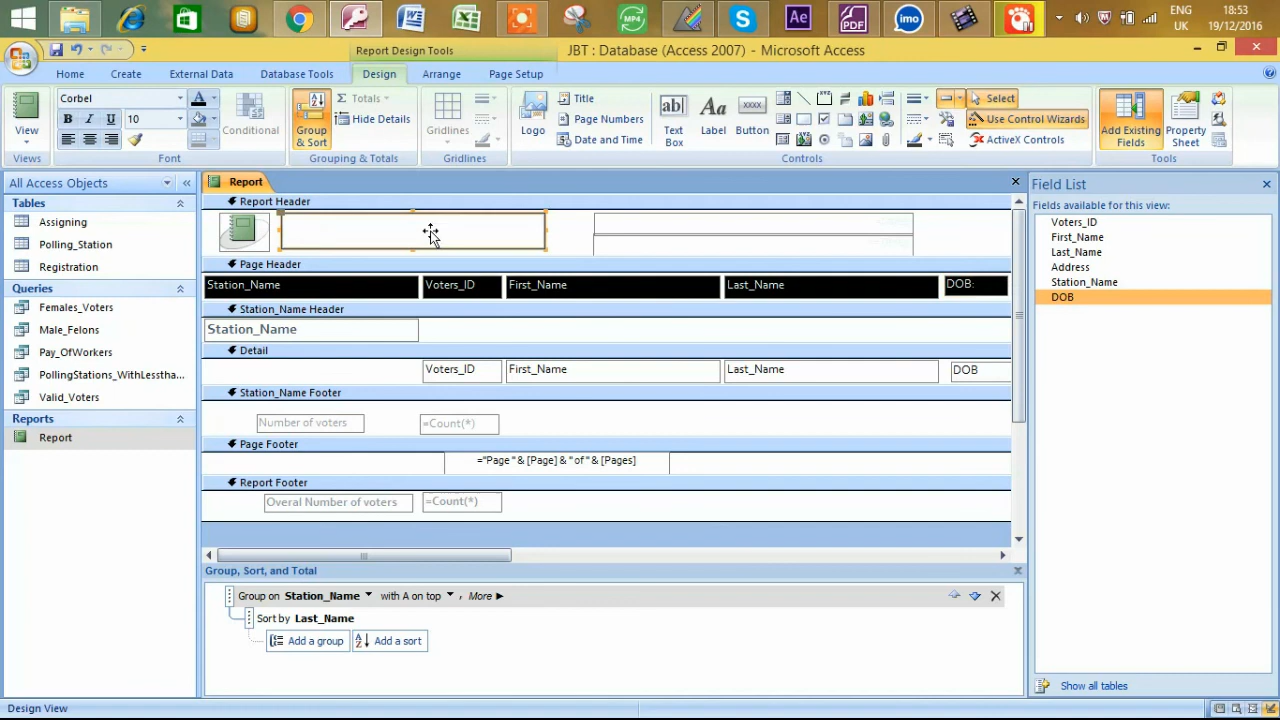 ENG
UK
18:53
19/12/2016
Report Design Tools
JBT : Database (Access 2007) - Microsoft Access
Home
Create
External Data
Database Tools
Design
Arrange
Page Setup
View
Corbel
B I U
10
Conditional
Group & Sort
Totals
Hide Details
Gridlines
Logo
Title
Page Numbers
Date and Time
ab|
Text Box
Aa
Label
xxxx
Button
Select
Use Control Wizards
ActiveX Controls
Add Existing Fields
Property Sheet
Views
Font
Grouping & Totals
Gridlines
Controls
Tools
All Access Objects
Tables
Assigning
Polling_Station
Registration
Queries
Females_Voters
Male_Felons
Pay_OfWorkers
PollingStations_WithLesstha...
Valid_Voters
Reports
Report
Report
Report Header
Page Header
Station_Name
Voters_ID
First_Name
Last_Name
DOB:
Station_Name Header
Station_Name
Detail
Voters_ID
First_Name
Last_Name
DOB
Station_Name Footer
Number of voters
=Count(*)
Page Footer
="Page " & [Page] & " of " & [Pages]
Report Footer
Overal Number of voters
=Count(*)
Group, Sort, and Total
Group on Station_Name with A on top , More
Sort by Last_Name
Add a group
Add a sort
Field List
Fields available for this view:
Voters_ID
First_Name
Last_Name
Address
Station_Name
DOB
Show all tables
Design View